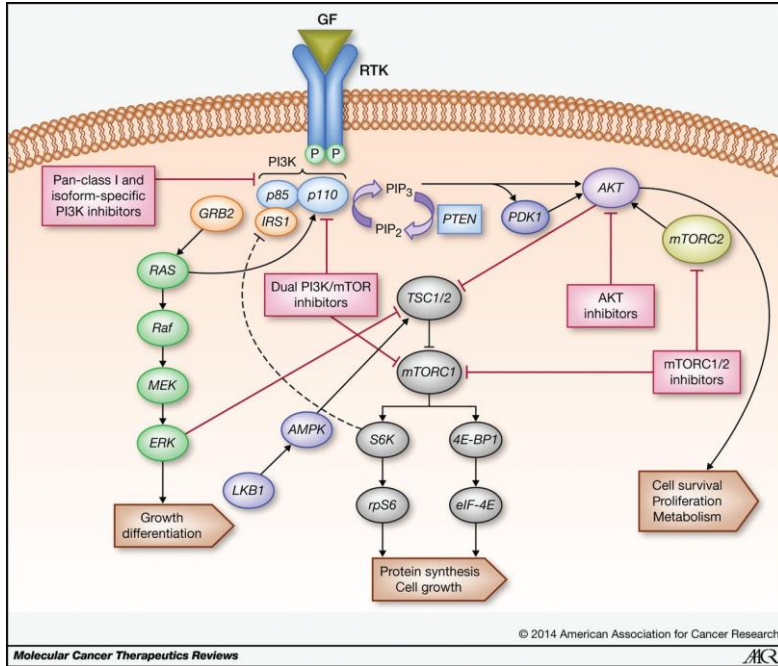 GF
RTK
P P
PI3K
Pan-class I and
isoform-specific
PI3K inhibitors
p85
p110
IRS1
GRB2
PIP3
PIP2
PTEN
PDK1
AKT
mTORC2
RAS
Dual PI3K/mTOR
inhibitors
TSC1/2
AKT
inhibitors
Raf
mTORC1
mTORC1/2
inhibitors
MEK
AMPK
S6K
4E-BP1
ERK
LKB1
rpS6
eIF-4E
Cell survival
Proliferation
Metabolism
Growth
differentiation
Protein synthesis
Cell growth
© 2014 American Association for Cancer Research
Molecular Cancer Therapeutics Reviews
AACR